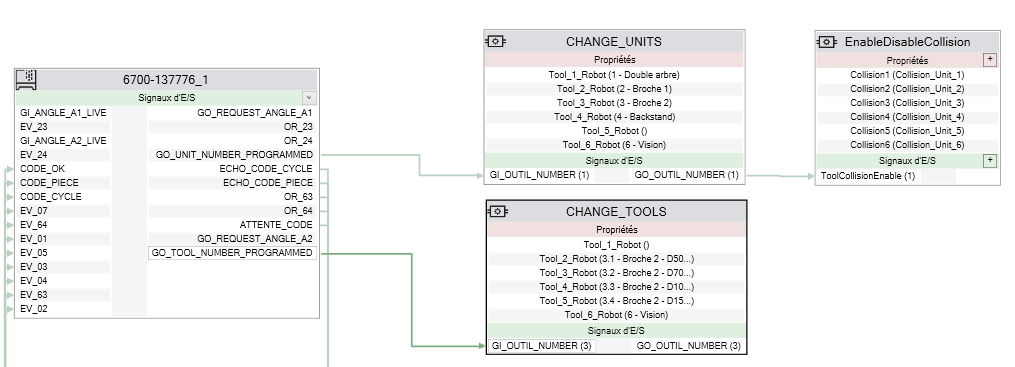 6700-137776_1
Signaux d'E/S
GI_ANGLE_A1_LIVE GO_REQUEST_ANGLE_A1
EV_23 OR_23
GI_ANGLE_A2_LIVE OR_24
EV_24 GO_UNIT_NUMBER_PROGRAMMED
CODE_OK ECHO_CODE_CYCLE
CODE_PIECE ECHO_CODE_PIECE
CODE_CYCLE OR_63
EV_07 OR_64
EV_64 ATTENTE_CODE
EV_01 GO_REQUEST_ANGLE_A2
EV_05 GO_TOOL_NUMBER_PROGRAMMED
EV_03
EV_04
EV_63
EV_02
CHANGE_UNITS
Propriétés
Tool_1_Robot (1 - Double arbre)
Tool_2_Robot (2 - Broche 1)
Tool_3_Robot (3 - Broche 2)
Tool_4_Robot (4 - Backstand)
Tool_5_Robot ()
Tool_6_Robot (6 - Vision)
Signaux d'E/S
GI_OUTIL_NUMBER (1) GO_OUTIL_NUMBER (1)
EnableDisableCollision
Propriétés +
Collision1 (Collision_Unit_1)
Collision2 (Collision_Unit_2)
Collision3 (Collision_Unit_3)
Collision4 (Collision_Unit_4)
Collision5 (Collision_Unit_5)
Collision6 (Collision_Unit_6)
Signaux d'E/S +
ToolCollisionEnable (1)
CHANGE_TOOLS
Propriétés
Tool_1_Robot ()
Tool_2_Robot (3.1 - Broche 2 - D50...)
Tool_3_Robot (3.2 - Broche 2 - D70...)
Tool_4_Robot (3.3 - Broche 2 - D10...)
Tool_5_Robot (3.4 - Broche 2 - D15...)
Tool_6_Robot (6 - Vision)
Signaux d'E/S
GI_OUTIL_NUMBER (3) GO_OUTIL_NUMBER (3)